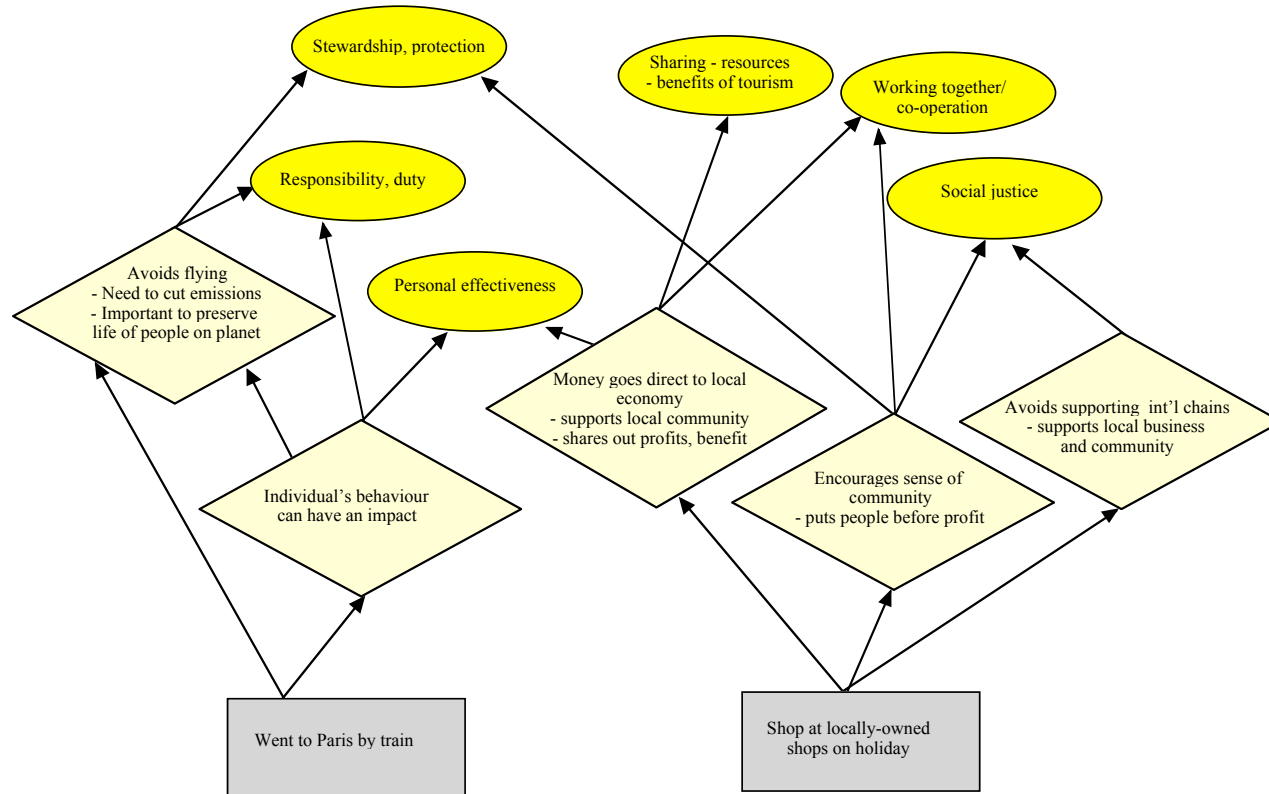 Stewardship, protection
Sharing - resources
- benefits of tourism
Working together/
co-operation
Responsibility, duty
Social justice
Personal effectiveness
Avoids flying
- Need to cut emissions
- Important to preserve
life of people on planet
Money goes direct to local
economy
- supports local community
- shares out profits, benefit
Avoids supporting int'l chains
- supports local business
and community
Individual's behaviour
can have an impact
Encourages sense of
community
- puts people before profit
Went to Paris by train
Shop at locally-owned
shops on holiday